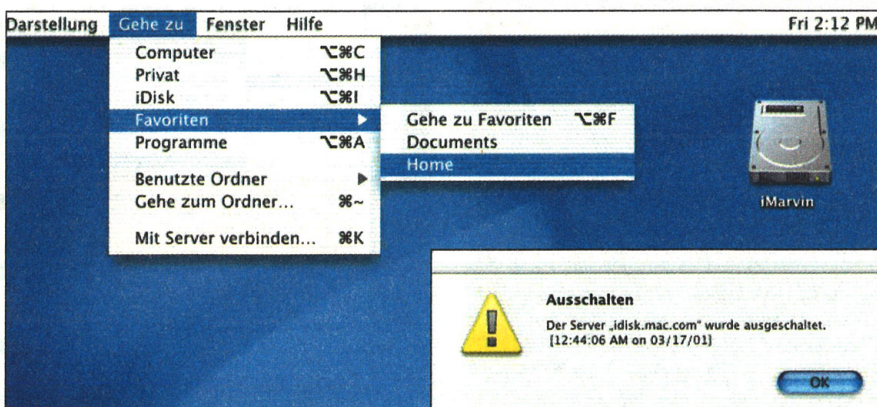 Darstellung Gehe zu Fenster Hilfe Fri 2:12 PM
Computer ⌥⌘C
Privat ⌥⌘H
iDisk ⌥⌘I
Favoriten ▶
Programme ⌥⌘A
Benutzte Ordner ▶
Gehe zum Ordner... ⌘~
Mit Server verbinden... ⌘K
Gehe zu Favoriten ⌥⌘F
Documents
Home
iMarvin
Ausschalten
Der Server „idisk.mac.com“ wurde ausgeschaltet.
[12:44:06 AM on 03/17/01]
OK